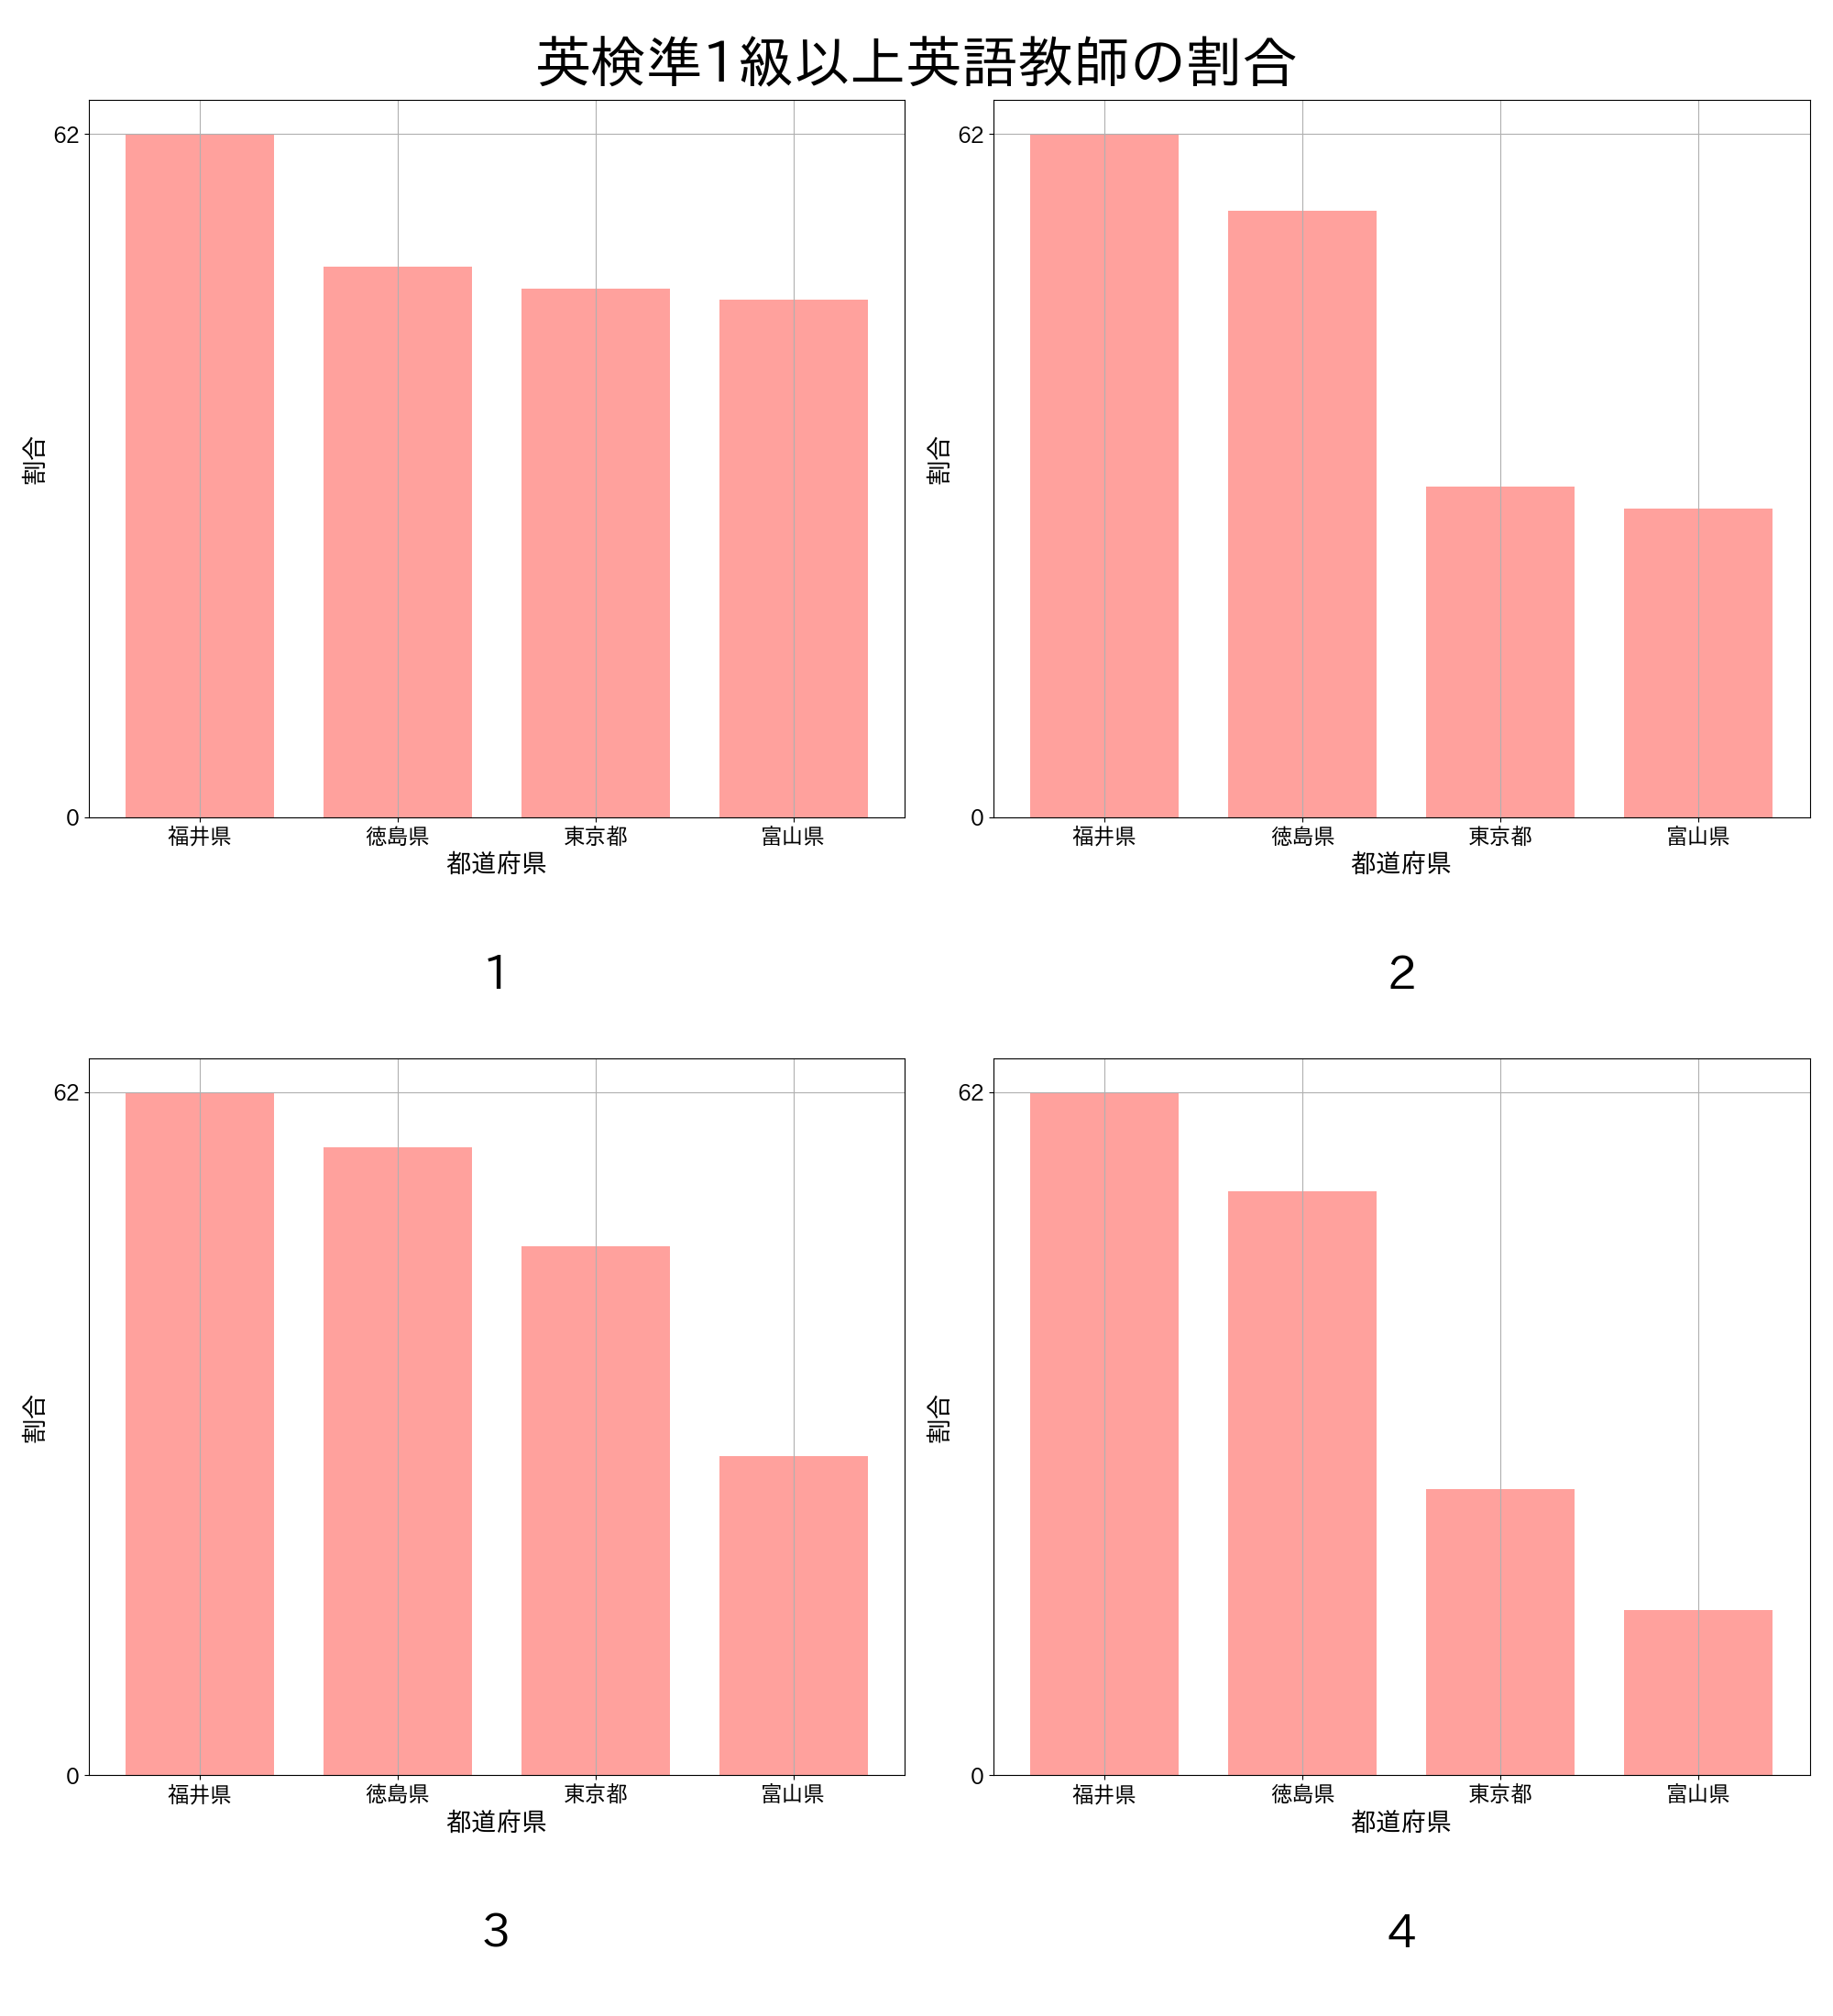 英検準1級以上英語教師の割合
62
0
割合
福井県 徳島県 東京都 富山県
都道府県
1
62
0
割合
福井県 徳島県 東京都 富山県
都道府県
2
62
0
割合
福井県 徳島県 東京都 富山県
都道府県
3
62
0
割合
福井県 徳島県 東京都 富山県
都道府県
4